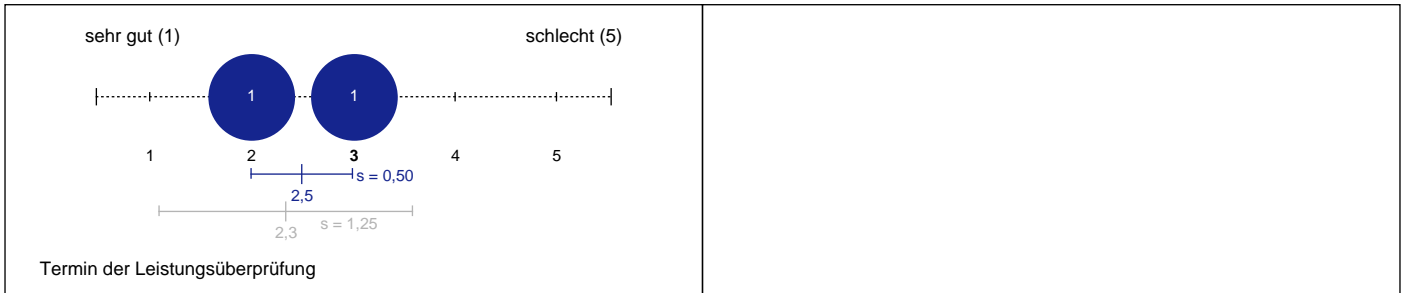 sehr gut (1) schlecht (5)
1 1
1 2 3 4 5
s = 0,50
2,5
s = 1,25
2,3
Termin der Leistungsüberprüfung